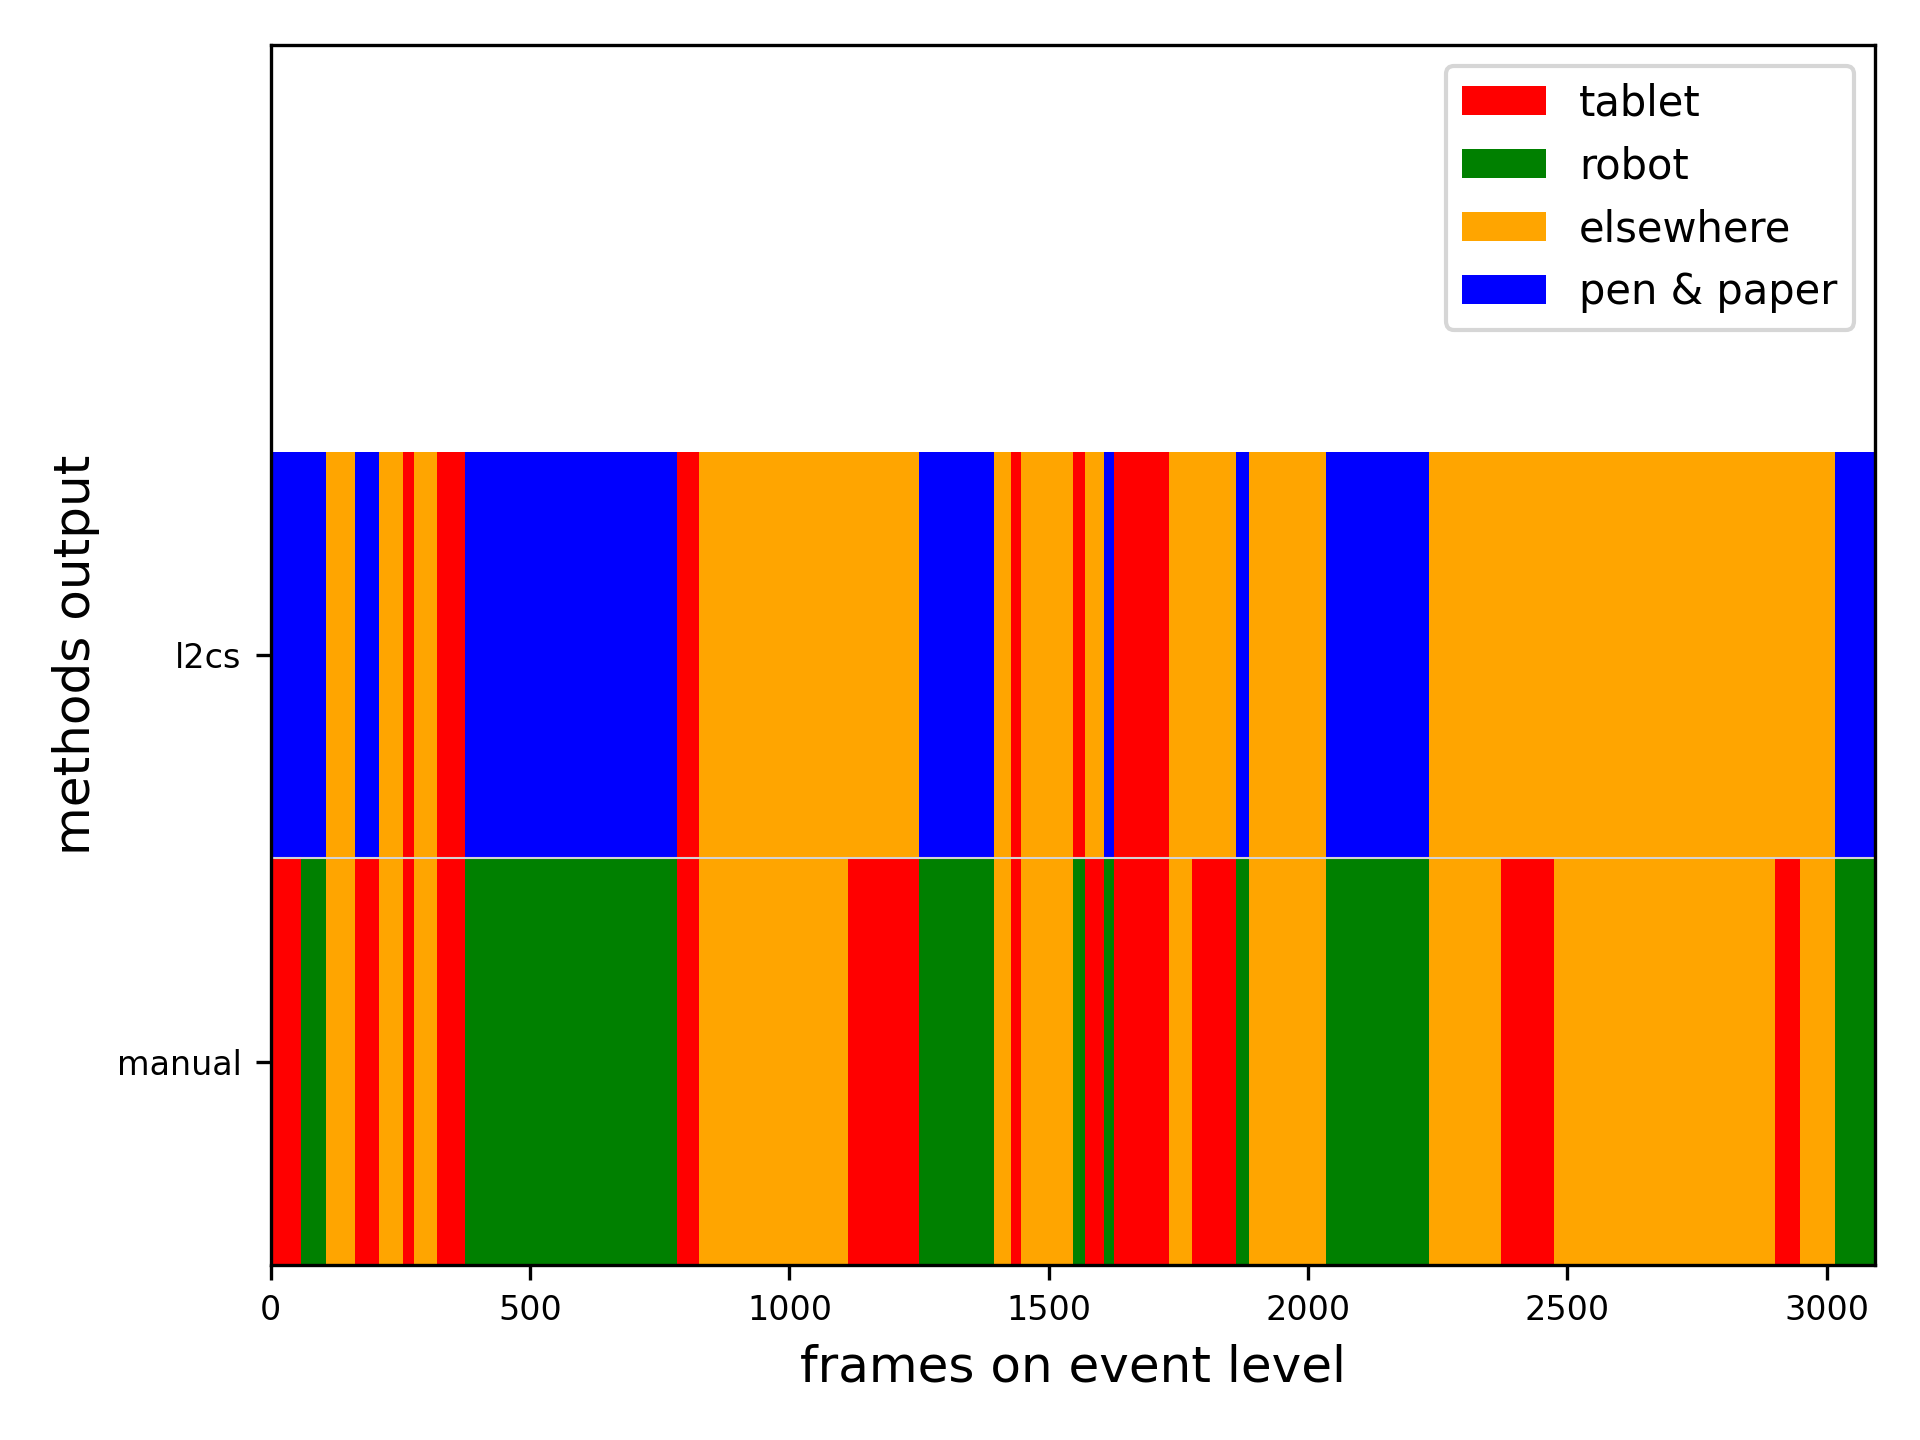 tablet
robot
elsewhere
pen & paper
methods output
l2cs
manual
0 500 1000 1500 2000 2500 3000
frames on event level